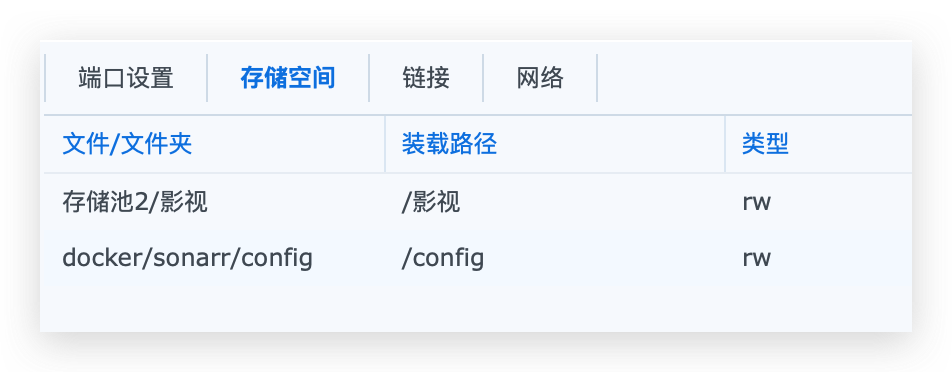 端口设置 存储空间 链接 网络
文件/文件夹 装载路径 类型
存储池2/影视 /影视 rw
docker/sonarr/config /config rw